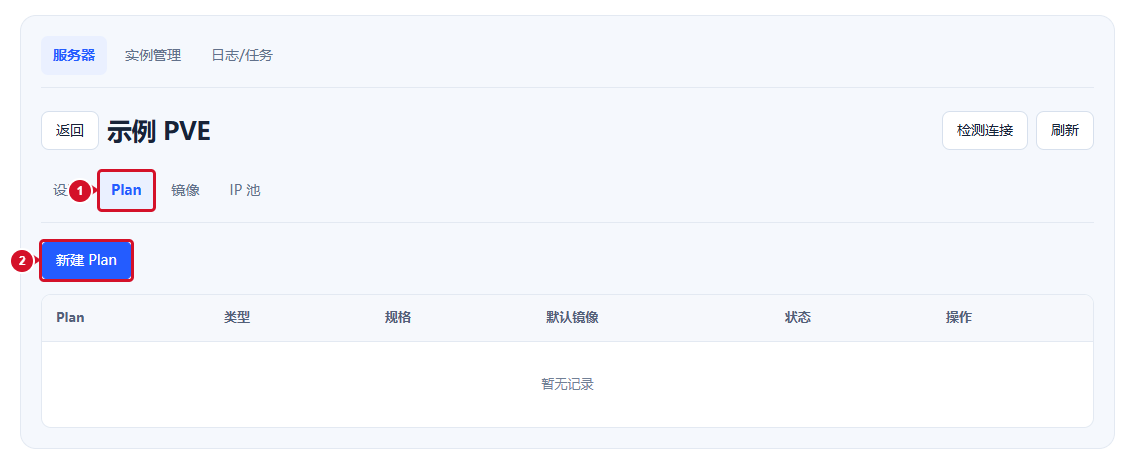 服务器 实例管理 日志/任务
返回 示例 PVE 检测连接 刷新
设 1 Plan 镜像 IP 池
2 新建 Plan
Plan 类型 规格 默认镜像 状态 操作
暂无记录